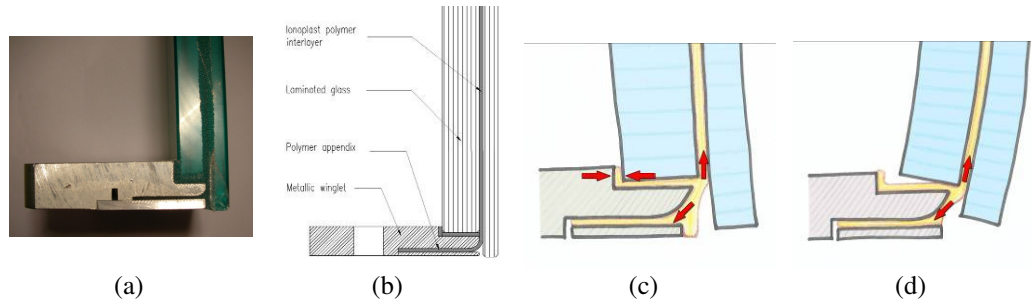 Ionoplast polymer
interlayer
Laminated glass
Polymer appendix
Metallic winglet
(a)
(b)
(c)
(d)